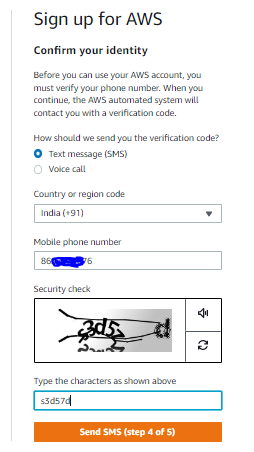 Sign up for AWS
Confirm your identity
Before you can use your AWS account, you
must verify your phone number. When you
continue, the AWS automated system will
contact you with a verification code.
How should we send you the verification code?
Text message (SMS)
Voice call
Country or region code
India (+91)
Mobile phone number
86 76
Security check
Type the characters as shown above
s3d57d
Send SMS (step 4 of 5)